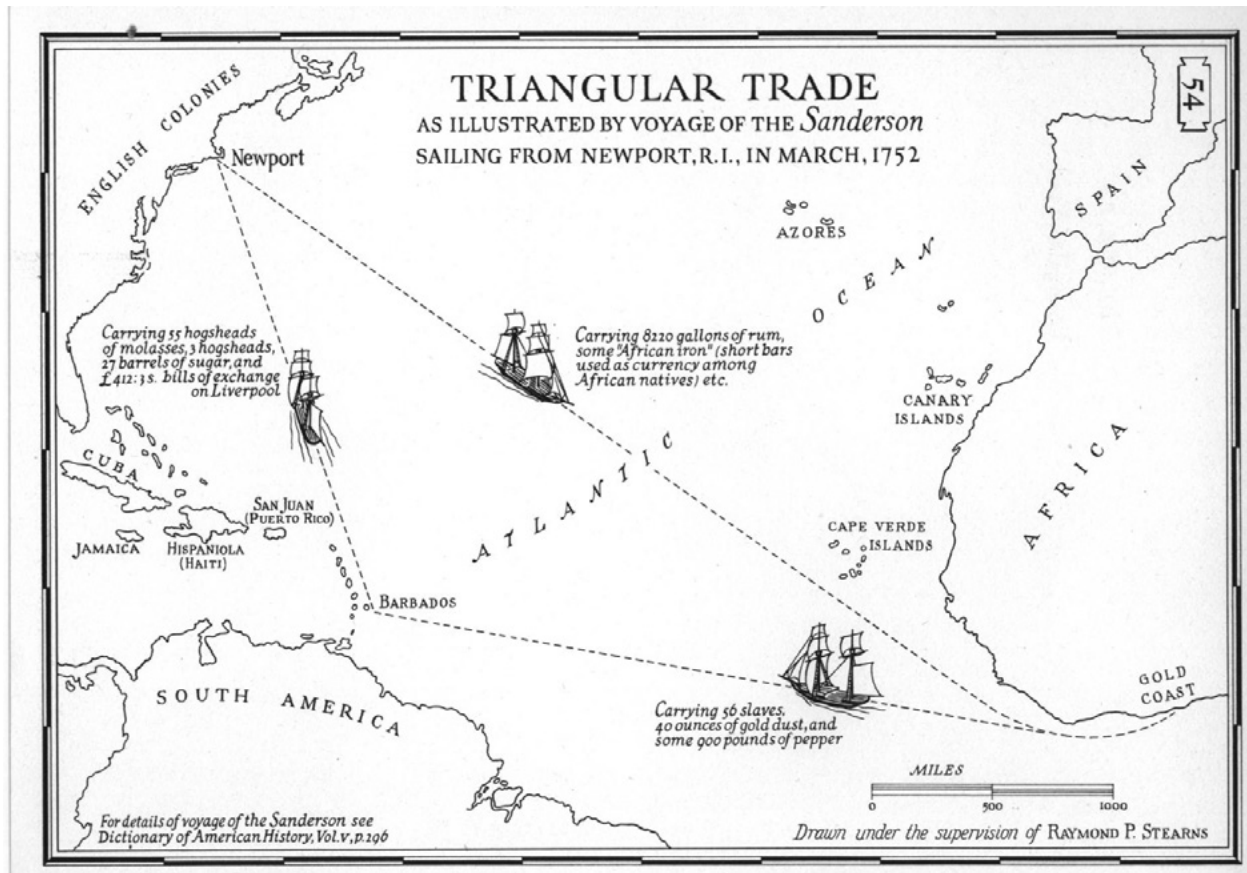 TRIANGULAR TRADE
AS ILLUSTRATED BY VOYAGE OF THE Sanderson
SAILING FROM NEWPORT, R.I., IN MARCH, 1752
54
ENGLISH COLONIES
Newport
SPAIN
AZORES
OCEAN
Carrying 55 hogsheads
of molasses, 3 hogsheads,
27 barrels of sugar, and
£412:3 s. bills of exchange
on Liverpool
Carrying 8220 gallons of rum,
some "African iron" (short bars
used as currency among
African natives) etc.
CANARY
ISLANDS
AFRICA
ATLANTIC
CUBA
SAN JUAN
(PUERTO RICO)
JAMAICA
HISPANIOLA
(HAITI)
CAPE VERDE
ISLANDS
BARBADOS
SOUTH AMERICA
GOLD
COAST
Carrying 56 slaves,
40 ounces of gold dust, and
some 900 pounds of pepper
MILES
0 500 1000
For details of voyage of the Sanderson see
Dictionary of American History, Vol. V, p. 296
Drawn under the supervision of RAYMOND P. STEARNS